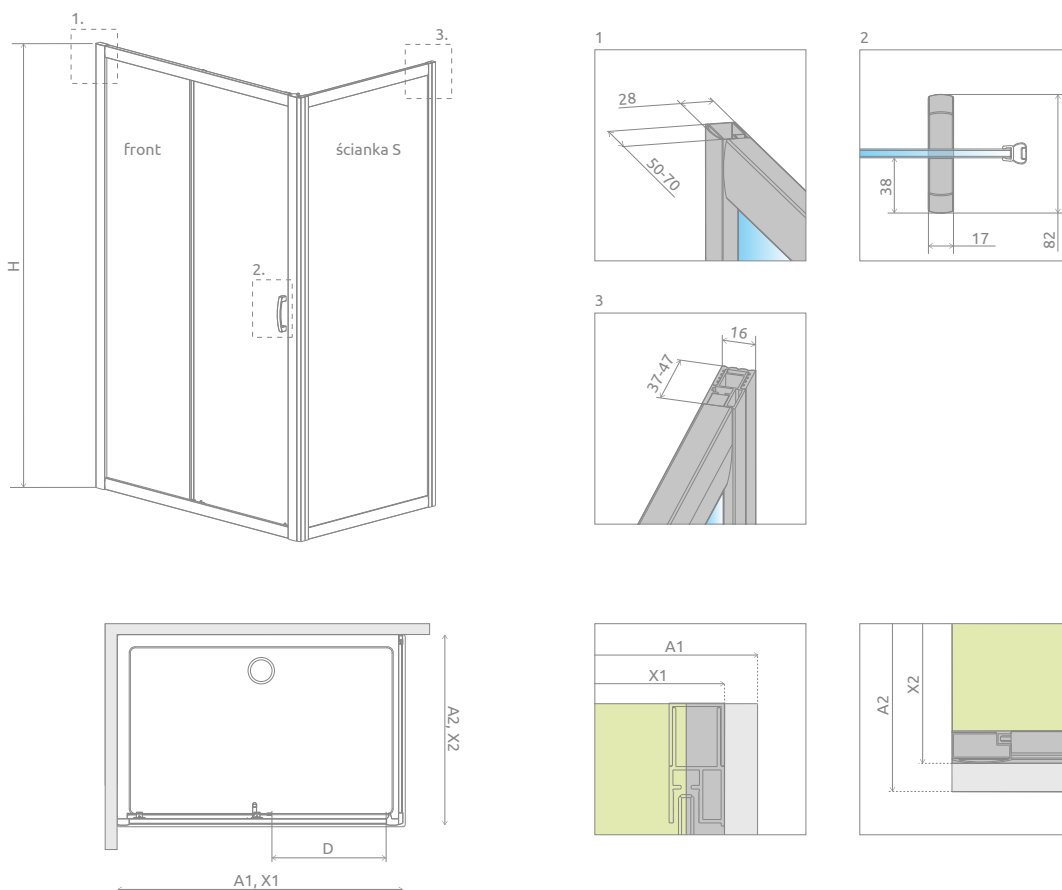 1.
3.
front
ścianka S
H
2.
1
28
50-70
2
38
17
82
3
16
37-47
A2, X2
D
A1, X1
A1
X1
A2
X2